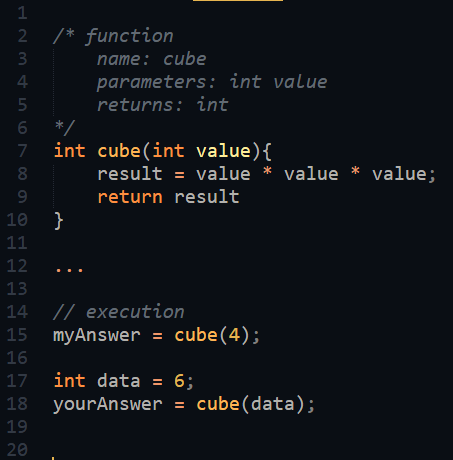 1
2 /* function
3     name: cube
4     parameters: int value
5     returns: int
6 */
7 int cube(int value){
8     result = value * value * value;
9     return result
10 }
11
12 ...
13
14 // execution
15 myAnswer = cube(4);
16
17 int data = 6;
18 yourAnswer = cube(data);
19
20